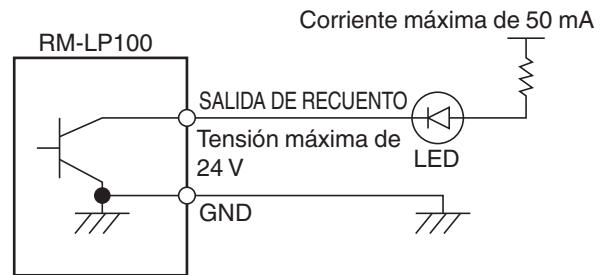 Corriente máxima de 50 mA
RM-LP100
SALIDA DE RECUENTO
Tensión máxima de
24 V
LED
GND